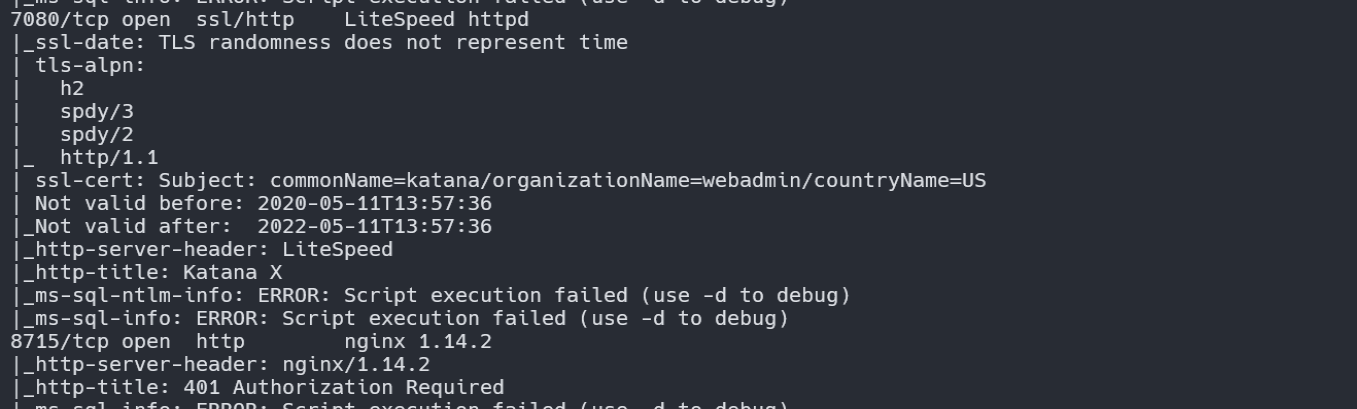 |_ms-sql-info: ERROR: Script execution failed (use -d to debug)
7080/tcp open  ssl/http    LiteSpeed httpd
|_ssl-date: TLS randomness does not represent time
| tls-alpn:
|   h2
|   spdy/3
|   spdy/2
|_  http/1.1
| ssl-cert: Subject: commonName=katana/organizationName=webadmin/countryName=US
| Not valid before: 2020-05-11T13:57:36
|_Not valid after:  2022-05-11T13:57:36
|_http-server-header: LiteSpeed
|_http-title: Katana X
|_ms-sql-ntlm-info: ERROR: Script execution failed (use -d to debug)
|_ms-sql-info: ERROR: Script execution failed (use -d to debug)
8715/tcp open  http        nginx 1.14.2
|_http-server-header: nginx/1.14.2
|_http-title: 401 Authorization Required
|_ms-sql-info: ERROR: Script execution failed (use -d to debug)